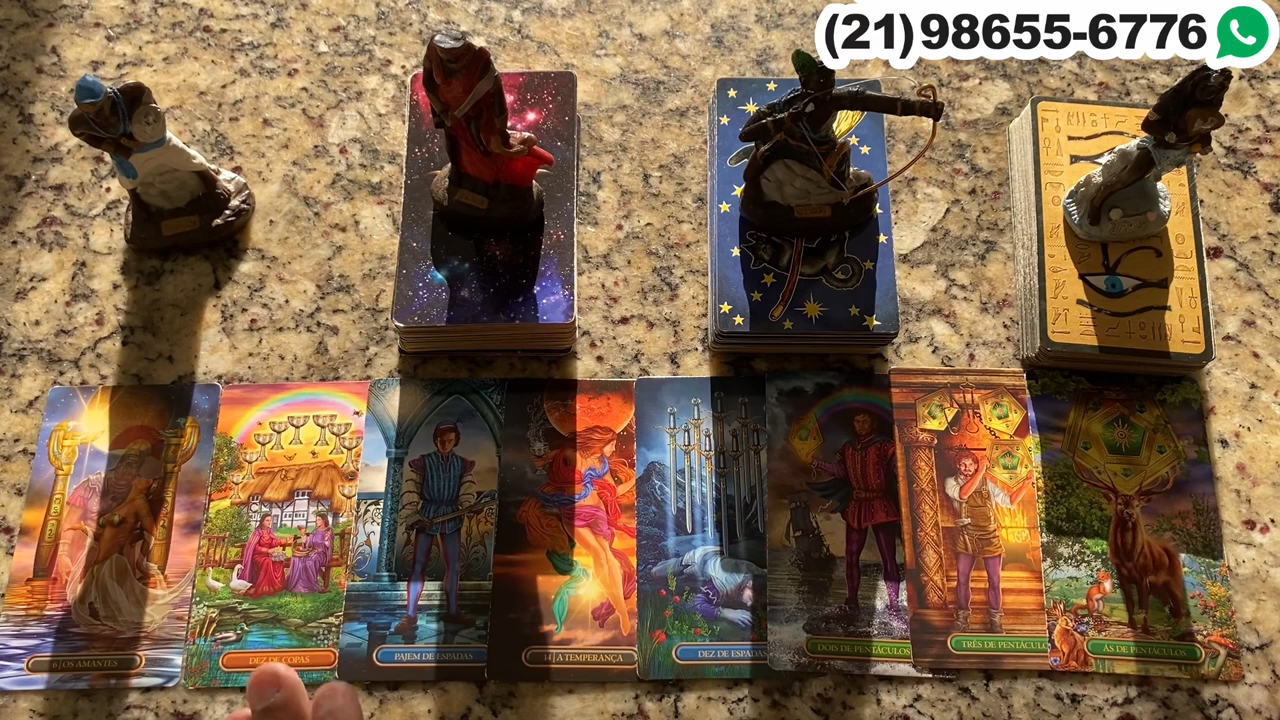 (21)98655-6776
6 | OS AMANTES
DEZ DE COPAS
PAJEM DE ESPADAS
14 | A TEMPERANÇA
DEZ DE ESPADAS
DOIS DE PENTÁCULOS
TRÊS DE PENTÁCULO
ÀS DE PENTÁCULOS